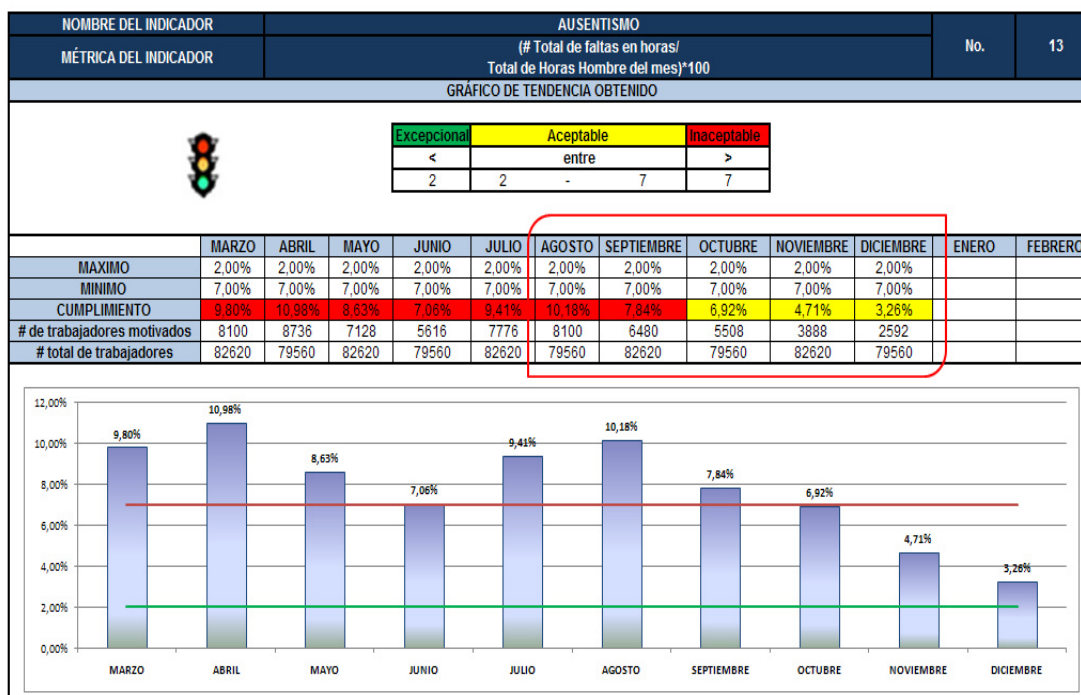 NOMBRE DEL INDICADOR AUSENTISMO No. 13
MÉTRICA DEL INDICADOR (# Total de faltas en horas/
Total de Horas Hombre del mes)*100
GRÁFICO DE TENDENCIA OBTENIDO
Excepcional Aceptable Inaceptable
< entre >
2 2 - 7 7
MARZO ABRIL MAYO JUNIO JULIO AGOSTO SEPTIEMBRE OCTUBRE NOVIEMBRE DICIEMBRE ENERO FEBRERO
MAXIMO 2,00% 2,00% 2,00% 2,00% 2,00% 2,00% 2,00% 2,00% 2,00% 2,00%
MINIMO 7,00% 7,00% 7,00% 7,00% 7,00% 7,00% 7,00% 7,00% 7,00% 7,00%
CUMPLIMIENTO 9,80% 10,98% 8,63% 7,06% 9,41% 10,18% 7,84% 6,92% 4,71% 3,26%
# de trabajadores motivados 8100 8736 7128 5616 7776 8100 6480 5508 3888 2592
# total de trabajadores 82620 79560 82620 79560 82620 79560 82620 79560 82620 79560
12,00%
10,00%
8,00%
6,00%
4,00%
2,00%
0,00%
9,80% 10,98% 8,63% 7,06% 9,41% 10,18% 7,84% 6,92% 4,71% 3,26%
MARZO ABRIL MAYO JUNIO JULIO AGOSTO SEPTIEMBRE OCTUBRE NOVIEMBRE DICIEMBRE